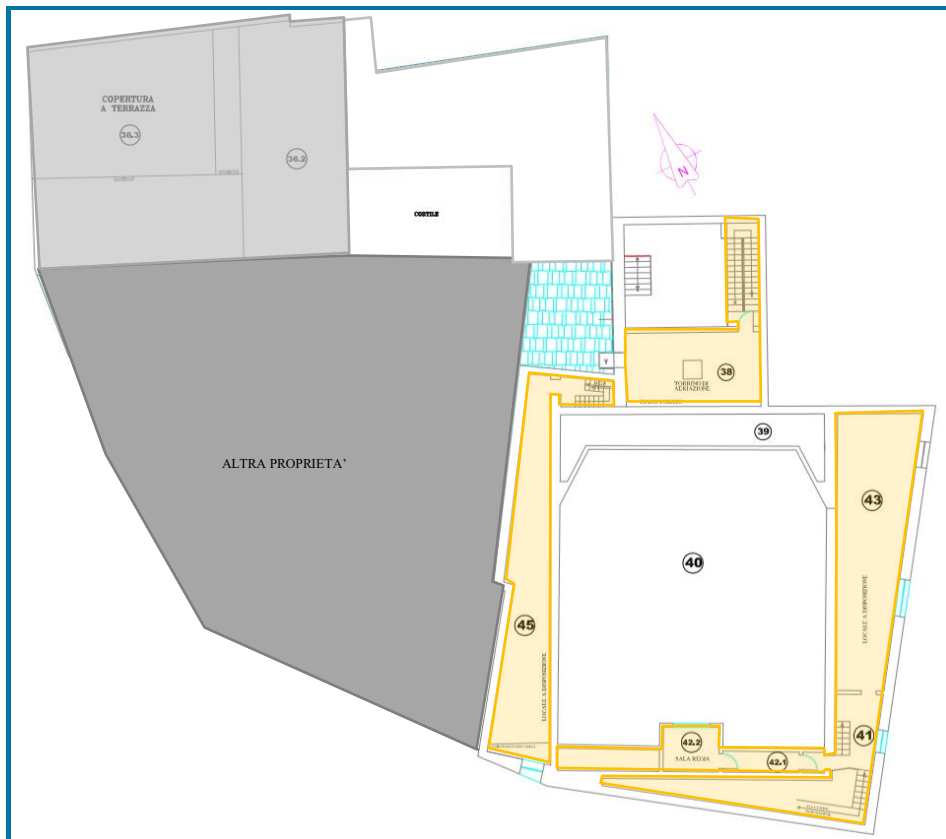 COPERTURA
A TERRAZZA
36.3
36.2
CORTILE
N
Y
38
TORRINO DI
AERIAZIONE
39
ALTRA PROPRIETA'
43
40
LOCALE A DISPOSIZIONE
45
LOCALE A DISPOSIZIONE
41
42.2
SALA REGIA
42.1